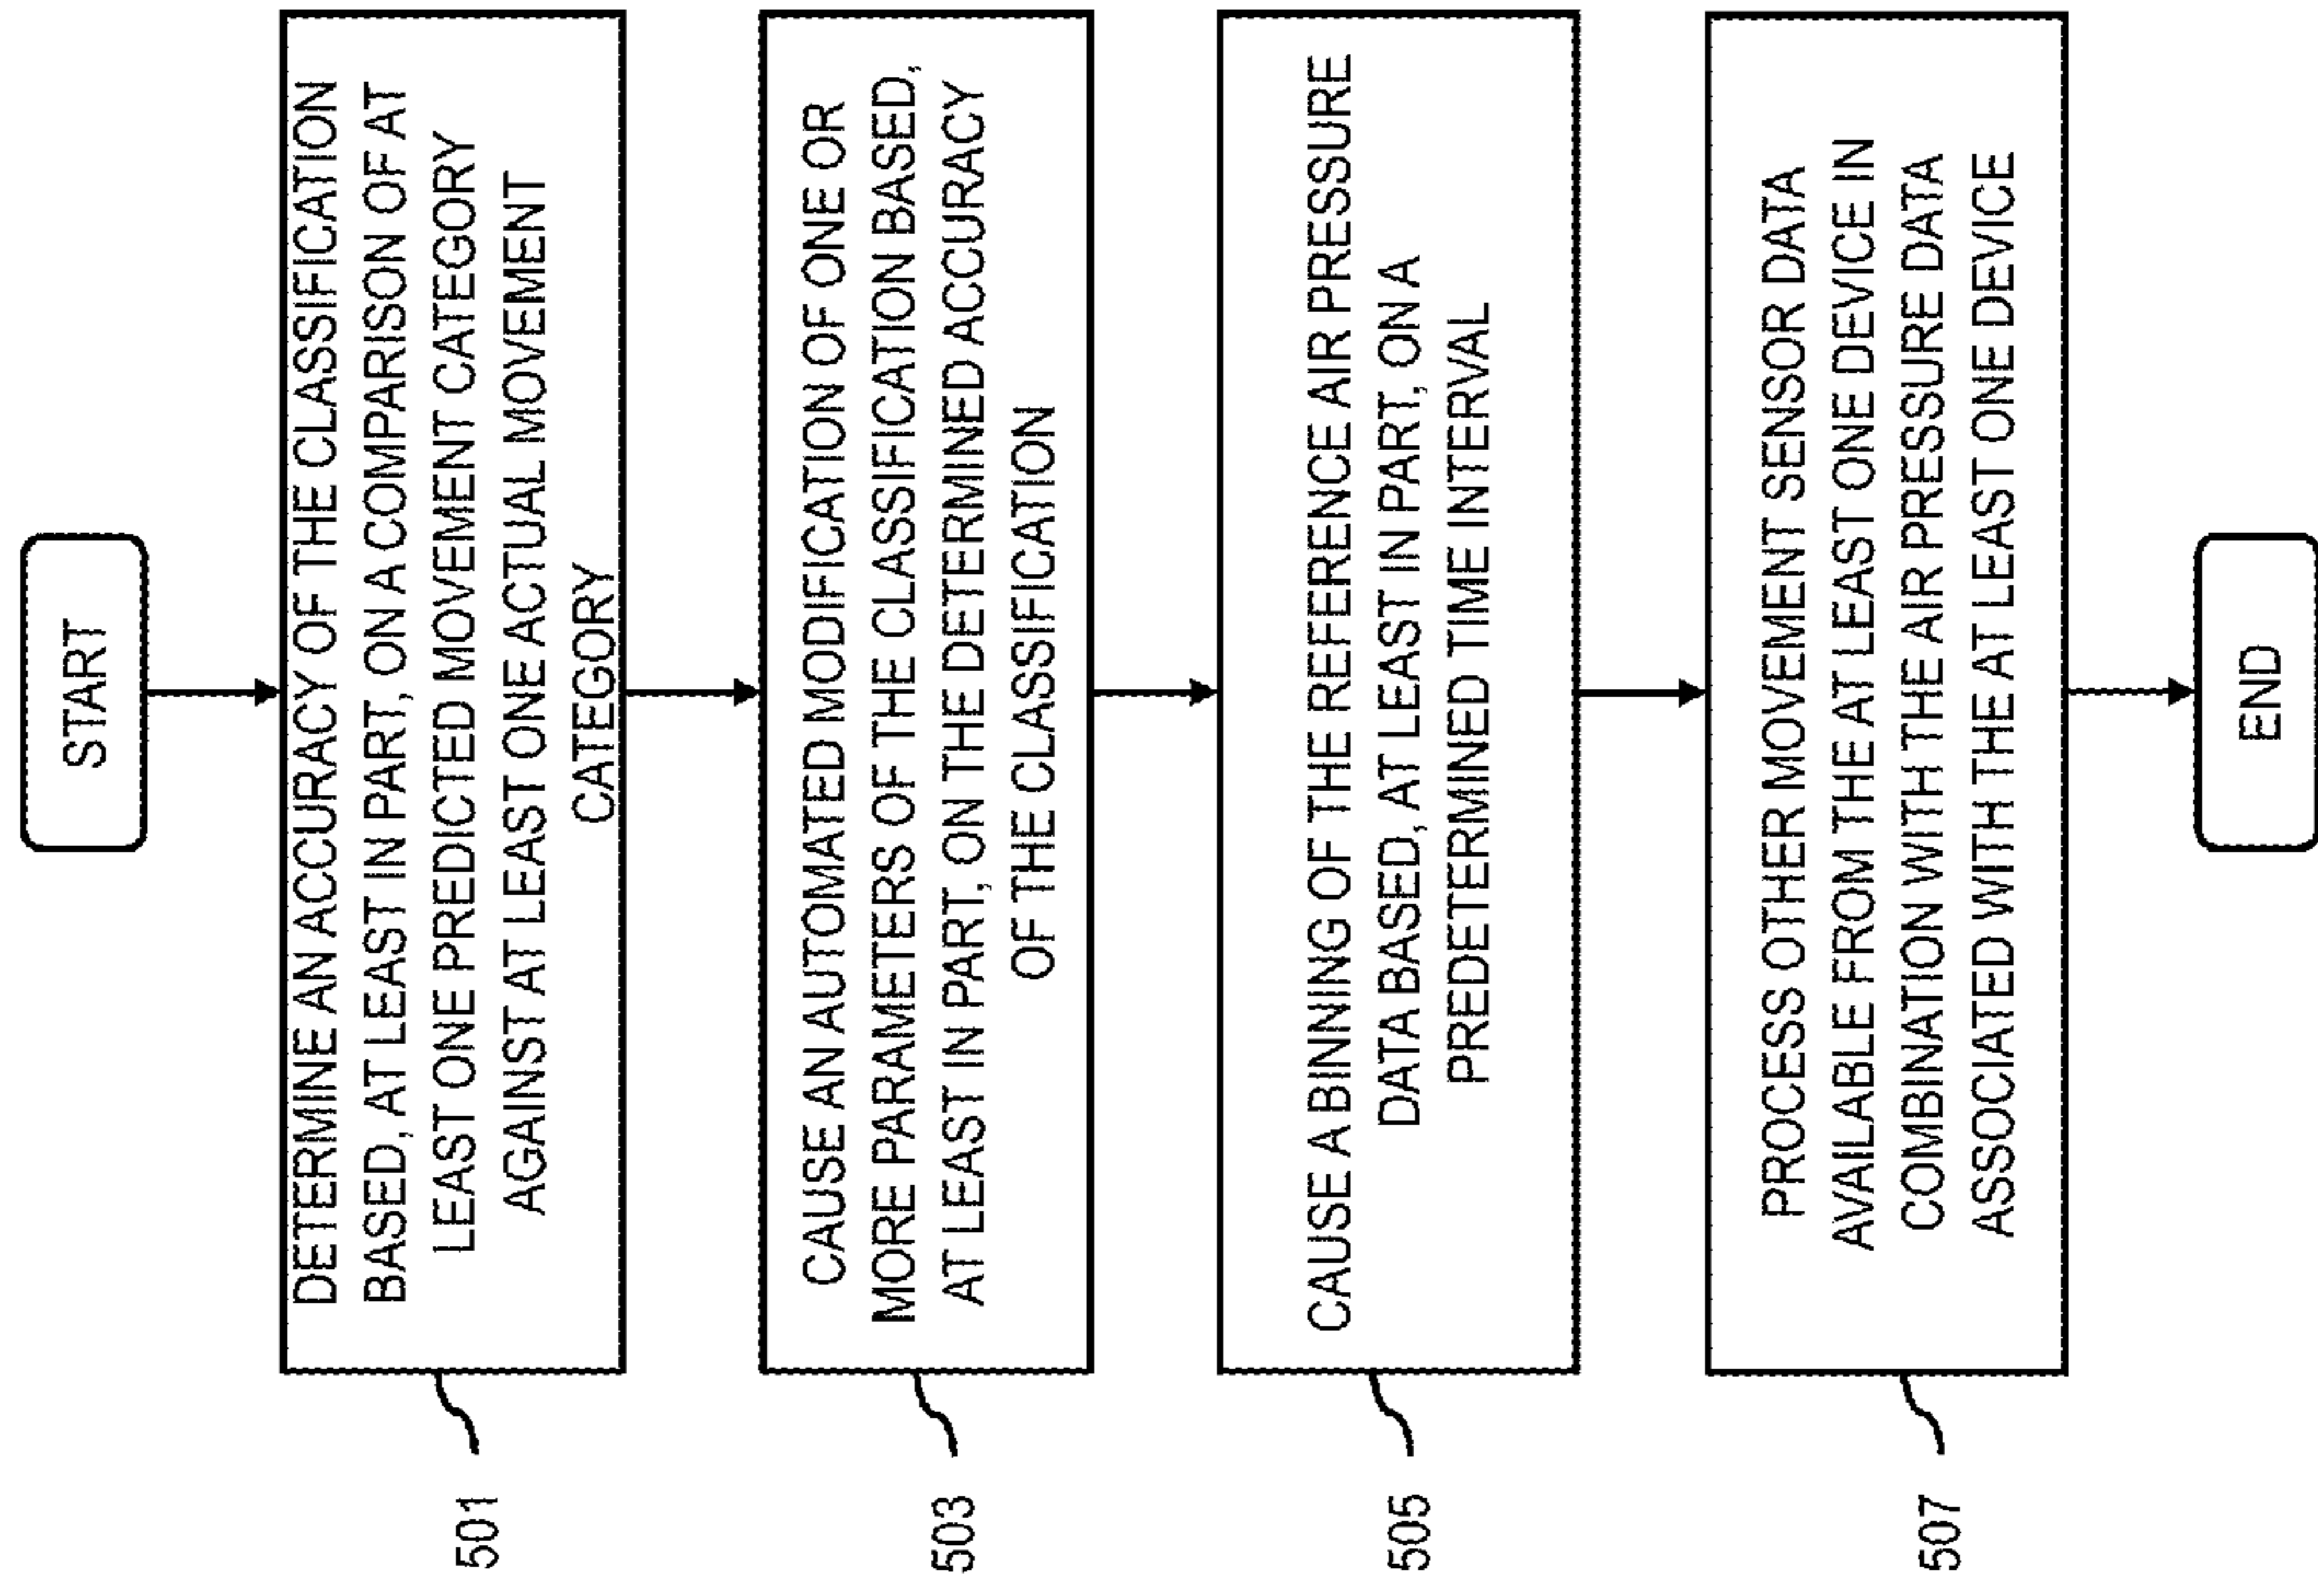 START
DETERMINE AN ACCURACY OF THE CLASSIFICATION
BASED, AT LEAST IN PART, ON A COMPARISON OF AT
LEAST ONE PREDICTED MOVEMENT CATEGORY
AGAINST AT LEAST ONE ACTUAL MOVEMENT
CATEGORY
501
CAUSE AN AUTOMATED MODIFICATION OF ONE OR
MORE PARAMETERS OF THE CLASSIFICATION BASED,
AT LEAST IN PART, ON THE DETERMINED ACCURACY
OF THE CLASSIFICATION
503
CAUSE A BINNING OF THE REFERENCE AIR PRESSURE
DATA BASED, AT LEAST IN PART, ON A
PREDETERMINED TIME INTERVAL
505
PROCESS OTHER MOVEMENT SENSOR DATA
AVAILABLE FROM THE AT LEAST ONE DEVICE IN
COMBINATION WITH THE AIR PRESSURE DATA
ASSOCIATED WITH THE AT LEAST ONE DEVICE
507
END